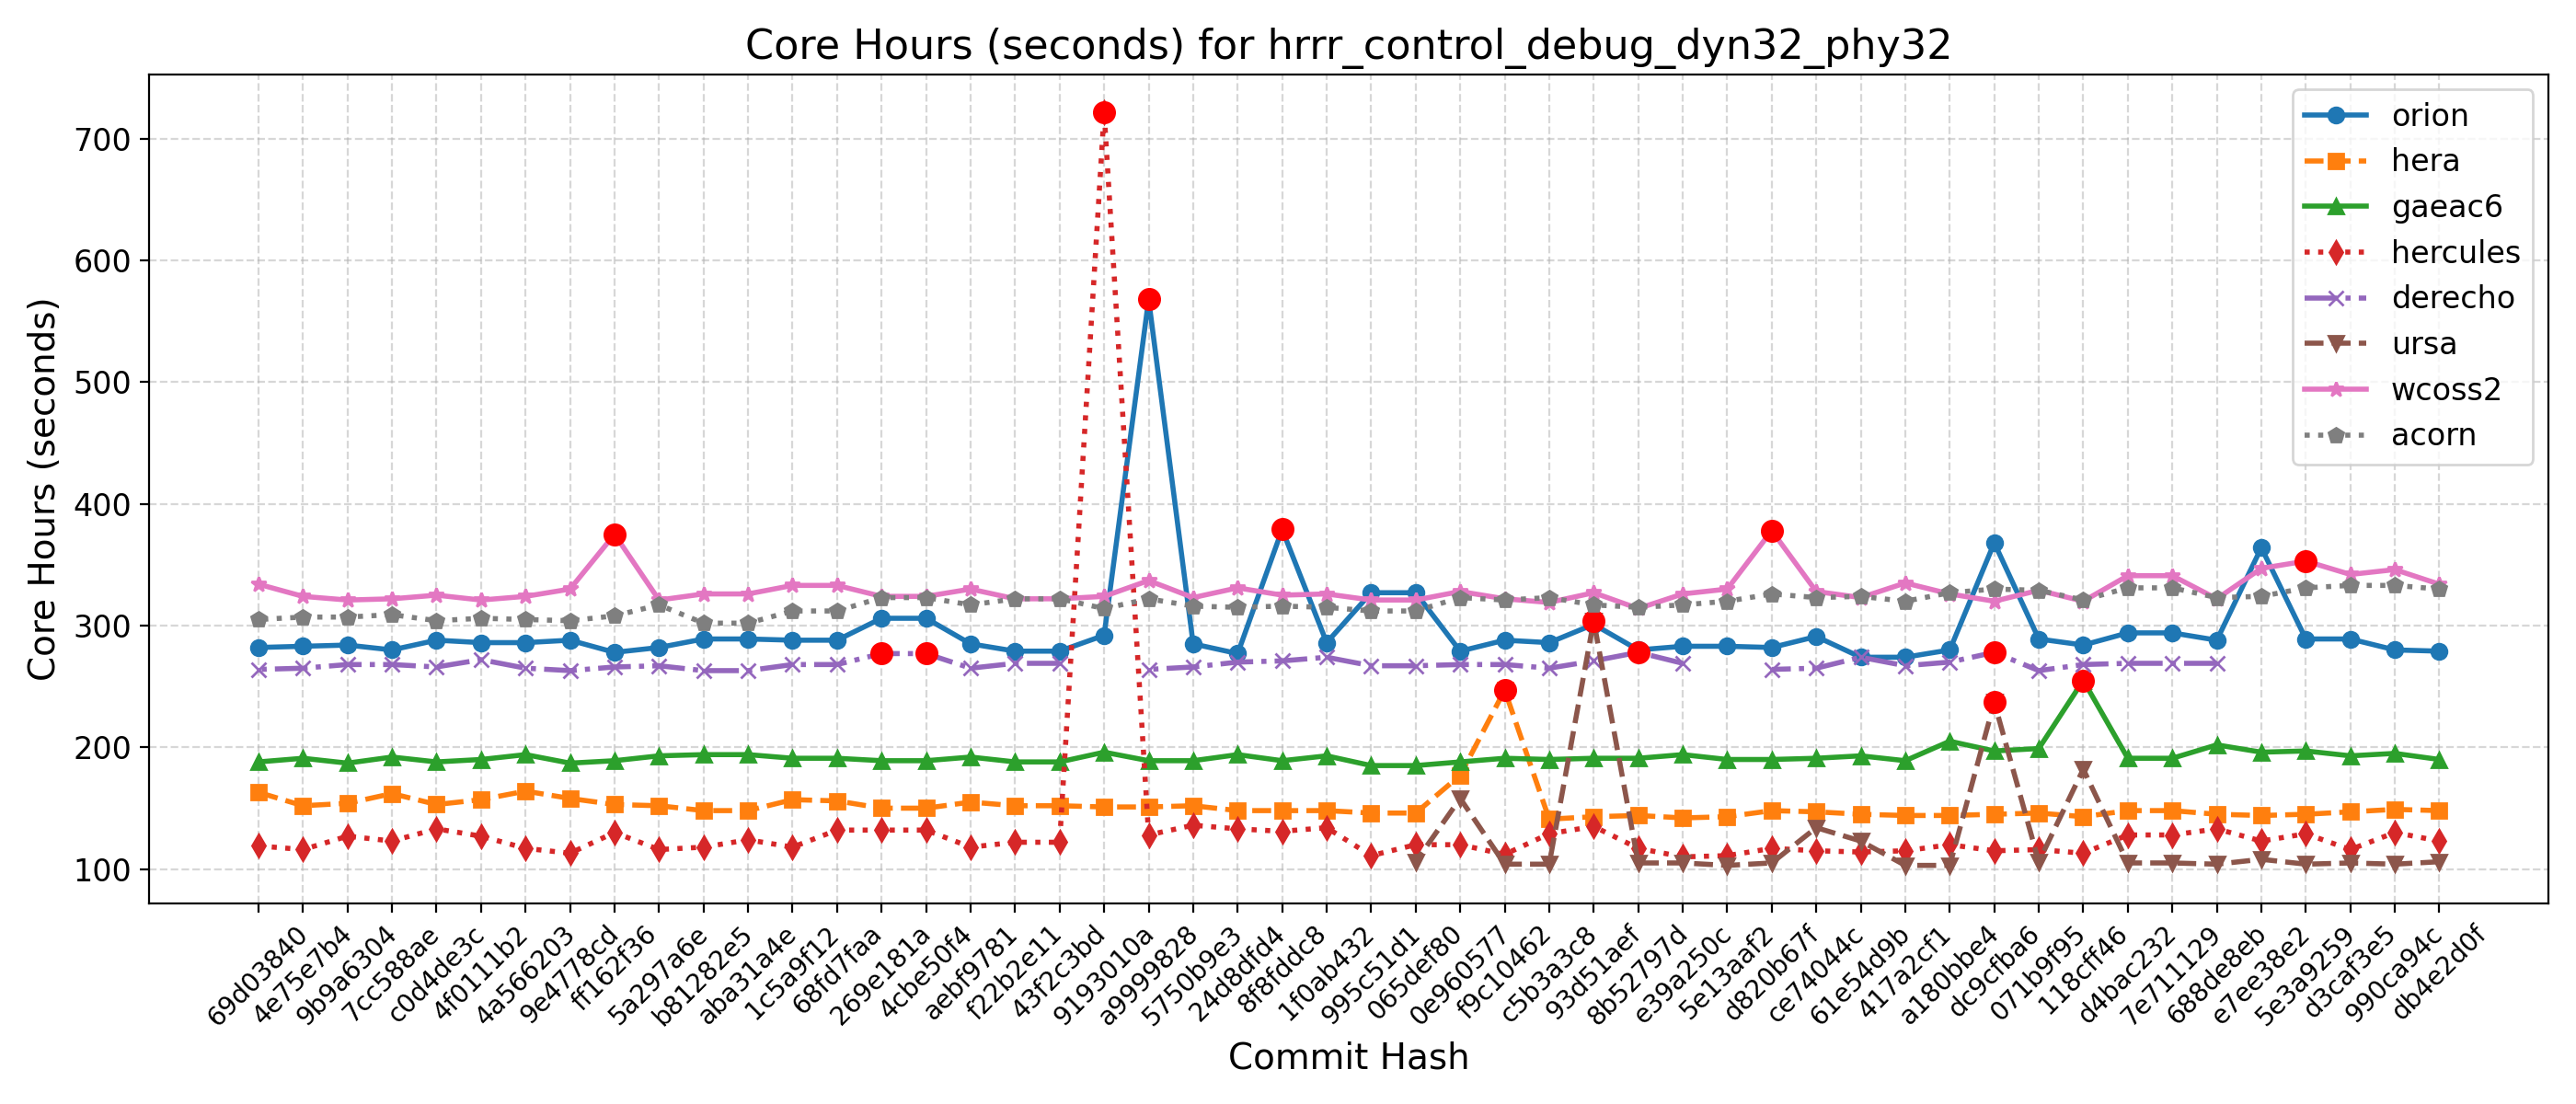 Core Hours (seconds) for hrrr_control_debug_dyn32_phy32
Core Hours (seconds)
700
600
500
400
300
200
100
orion
hera
gaeac6
hercules
derecho
ursa
wcoss2
acorn
69d03840
4e75e7b4
9b9a6304
7cc588ae
c0d4de3c
4f0111b2
4a566203
9e4778cd
ff162f36
5a297a6e
b81282e5
aba31a4e
1c5a9f12
68fd7faa
269e181a
4cbe50f4
aebf9781
f22b2e11
43f2c3bd
9193010a
a9999828
5750b9e3
24d8dfd4
8f8fddc8
1f0ab432
995c51d1
065def80
0e960577
f9c10462
c5b3a3c8
93d51aef
8b52797d
e39a250c
5e13aaf2
d820b67f
ce74044c
61e54d9b
417a2cf1
a180bbe4
dc9cfba6
071b9f95
118cff46
d4bac232
7e711129
688de8eb
e7ee38e2
5e3a9259
d3caf3e5
990ca94c
db4e2d0f
Commit Hash